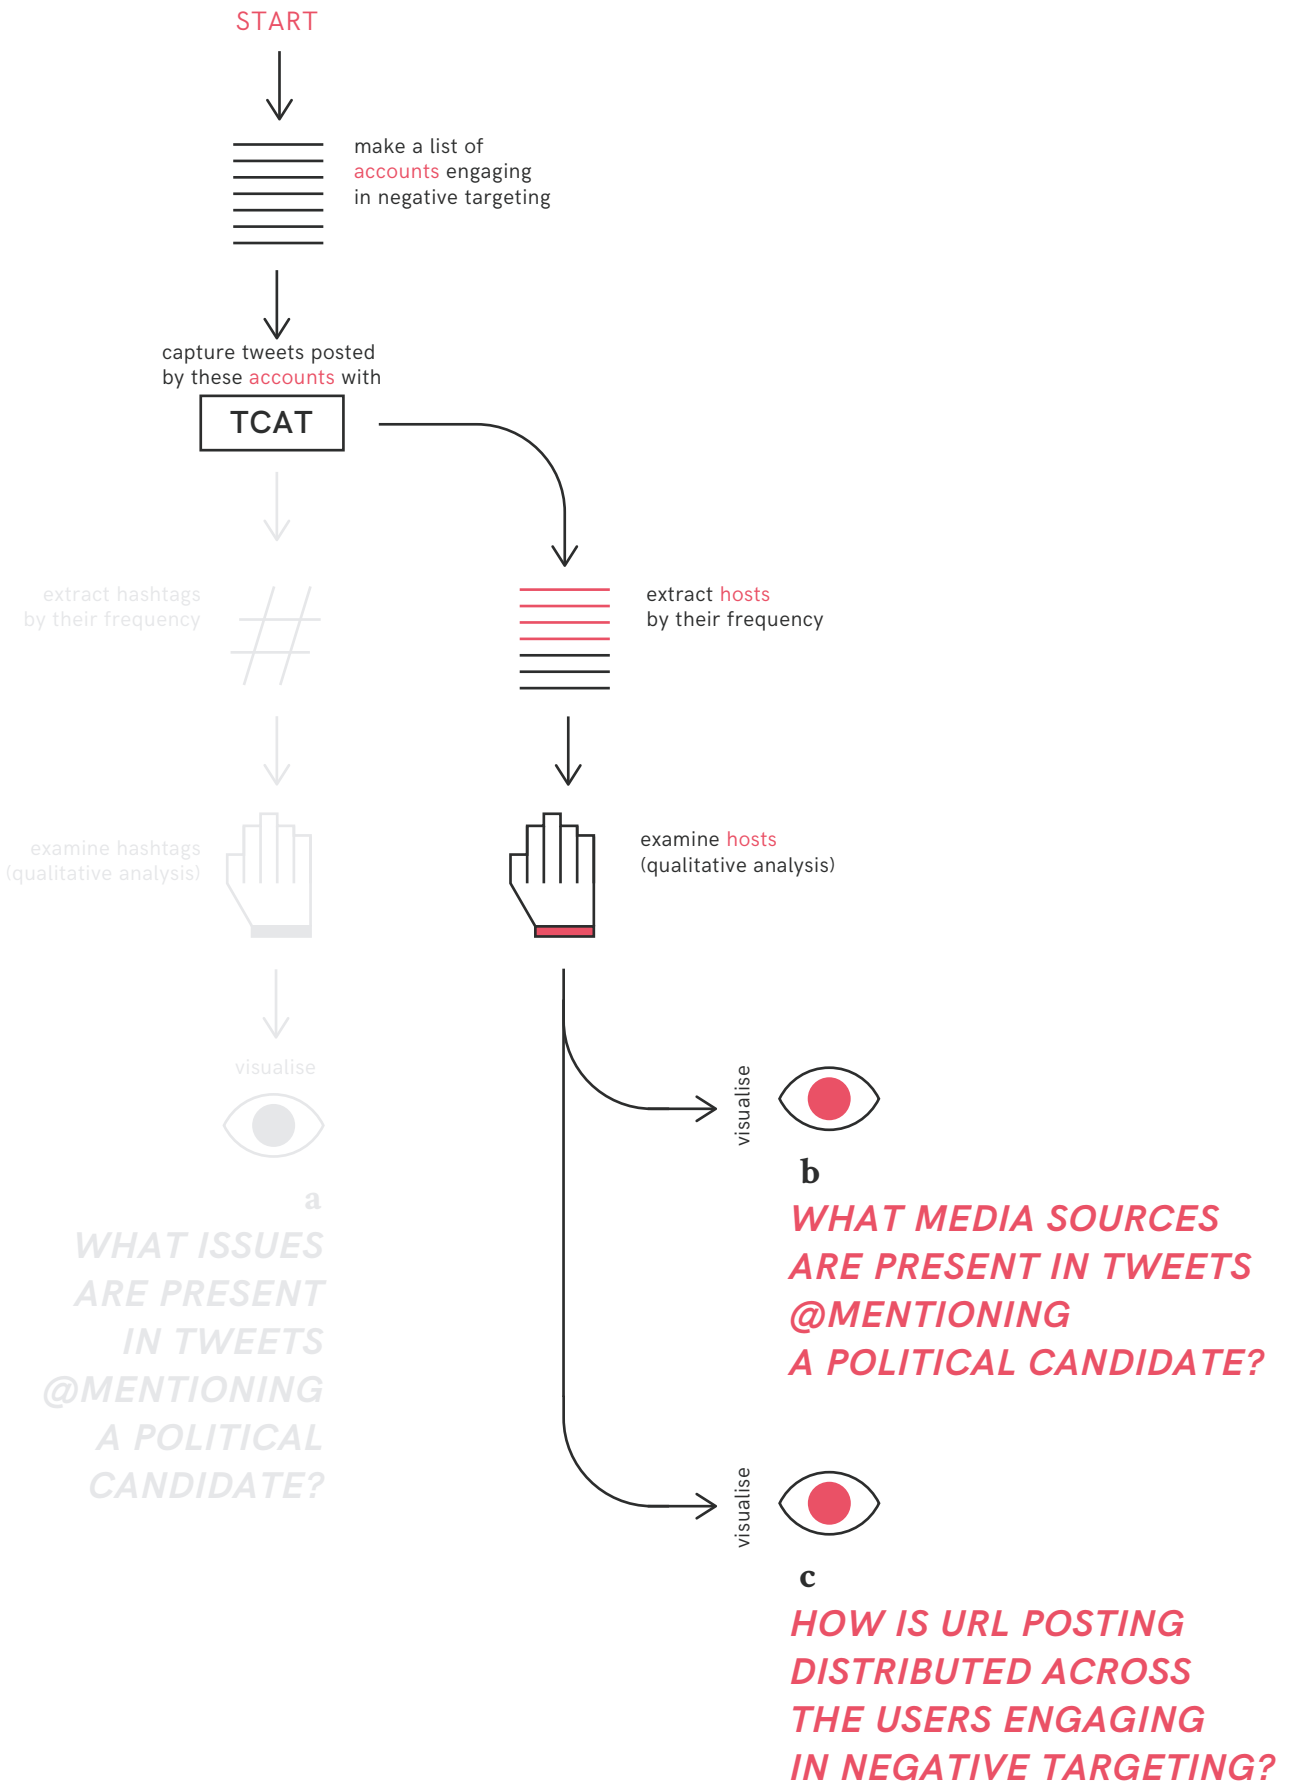 START
make a list of
accounts engaging
in negative targeting
capture tweets posted
by these accounts with
TCAT
extract hashtags
by their frequency
extract hosts
by their frequency
examine hashtags
(qualitative analysis)
examine hosts
(qualitative analysis)
visualise
a
WHAT ISSUES
ARE PRESENT
IN TWEETS
@MENTIONING
A POLITICAL
CANDIDATE?
visualise
b
WHAT MEDIA SOURCES
ARE PRESENT IN TWEETS
@MENTIONING
A POLITICAL CANDIDATE?
visualise
c
HOW IS URL POSTING
DISTRIBUTED ACROSS
THE USERS ENGAGING
IN NEGATIVE TARGETING?